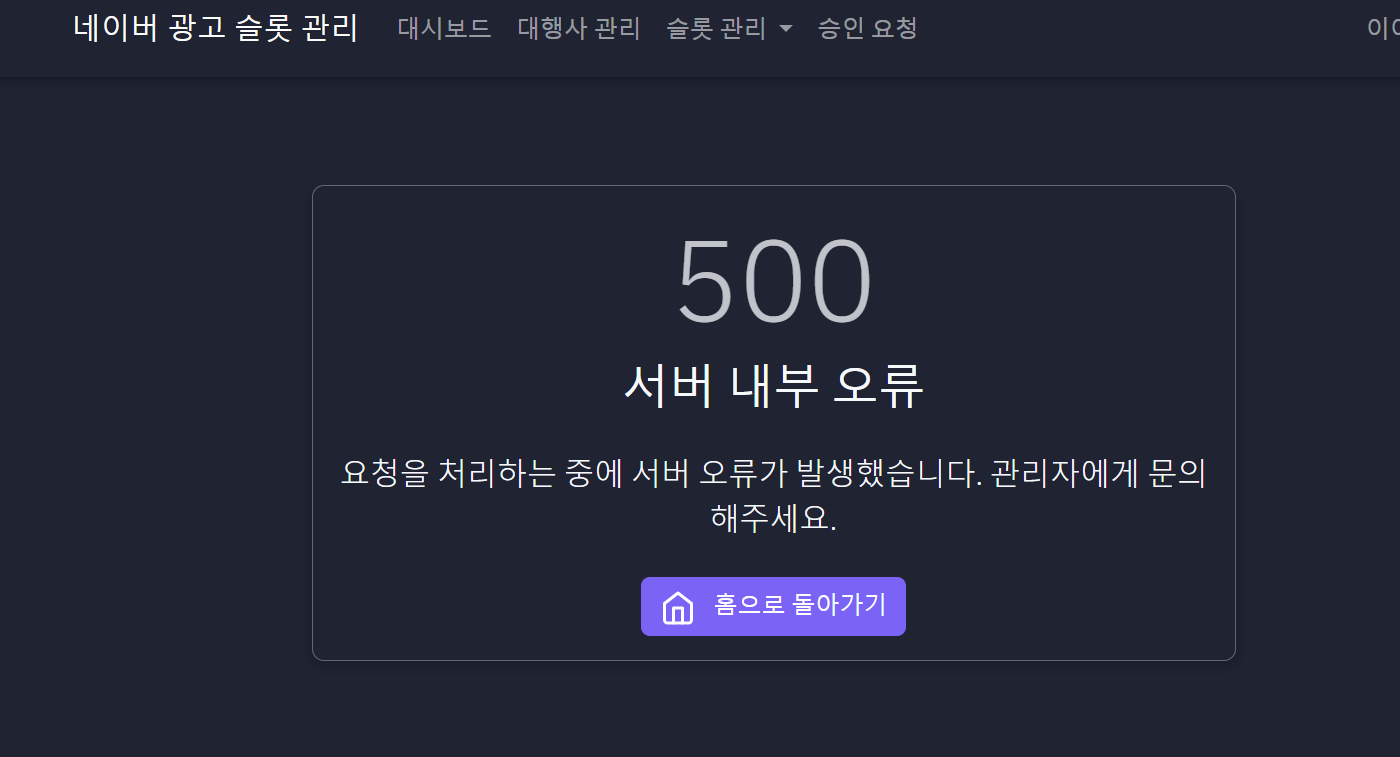 네이버 광고 슬롯 관리 대시보드 대행사 관리 슬롯 관리 승인 요청
500
서버 내부 오류
요청을 처리하는 중에 서버 오류가 발생했습니다. 관리자에게 문의
해주세요.
홈으로 돌아가기